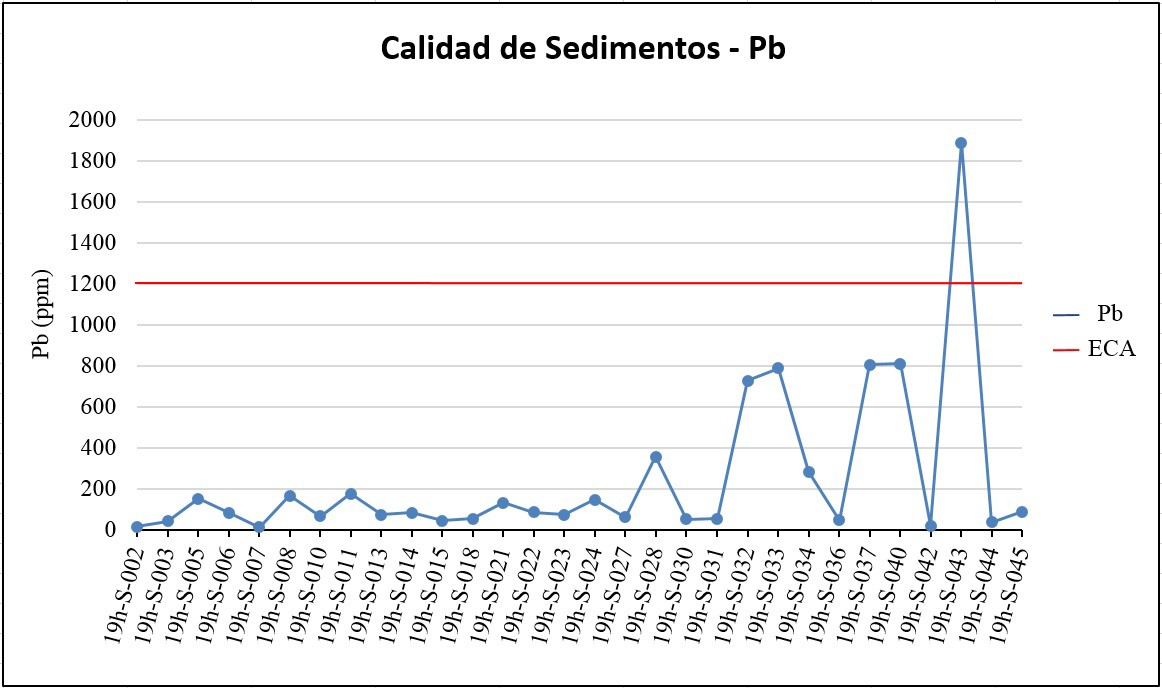 Calidad de Sedimentos - Pb
2000
1800
1600
1400
1200
1000
800
600
400
200
0
Pb (ppm)
19h-S-002
19h-S-003
19h-S-005
19h-S-006
19h-S-007
19h-S-008
19h-S-010
19h-S-011
19h-S-013
19h-S-014
19h-S-015
19h-S-018
19h-S-021
19h-S-022
19h-S-023
19h-S-024
19h-S-027
19h-S-028
19h-S-030
19h-S-031
19h-S-032
19h-S-033
19h-S-034
19h-S-036
19h-S-037
19h-S-040
19h-S-042
19h-S-043
19h-S-044
19h-S-045
Pb
ECA